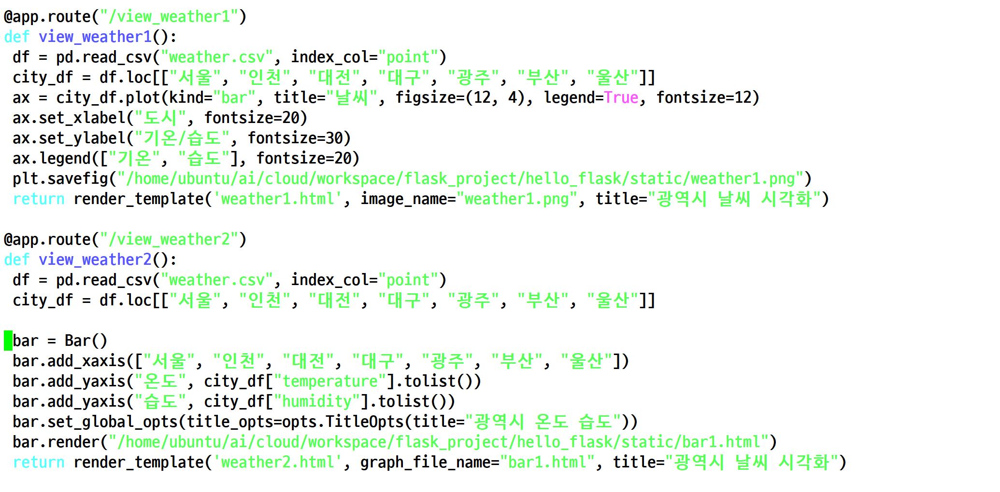 @app.route("/view_weather1")
def view_weather1():
 df = pd.read_csv("weather.csv", index_col="point")
 city_df = df.loc[["서울", "인천", "대전", "대구", "광주", "부산", "울산"]]
 ax = city_df.plot(kind="bar", title="날씨", figsize=(12, 4), legend=True, fontsize=12)
 ax.set_xlabel("도시", fontsize=20)
 ax.set_ylabel("기온/습도", fontsize=30)
 ax.legend(["기온", "습도"], fontsize=20)
 plt.savefig("/home/ubuntu/ai/cloud/workspace/flask_project/hello_flask/static/weather1.png")
 return render_template('weather1.html', image_name="weather1.png", title="광역시 날씨 시각화")
@app.route("/view_weather2")
def view_weather2():
 df = pd.read_csv("weather.csv", index_col="point")
 city_df = df.loc[["서울", "인천", "대전", "대구", "광주", "부산", "울산"]]
 bar = Bar()
 bar.add_xaxis(["서울", "인천", "대전", "대구", "광주", "부산", "울산"])
 bar.add_yaxis("온도", city_df["temperature"].tolist())
 bar.add_yaxis("습도", city_df["humidity"].tolist())
 bar.set_global_opts(title_opts=opts.TitleOpts(title="광역시 온도 습도"))
 bar.render("/home/ubuntu/ai/cloud/workspace/flask_project/hello_flask/static/bar1.html")
 return render_template('weather2.html', graph_file_name="bar1.html", title="광역시 날씨 시각화")